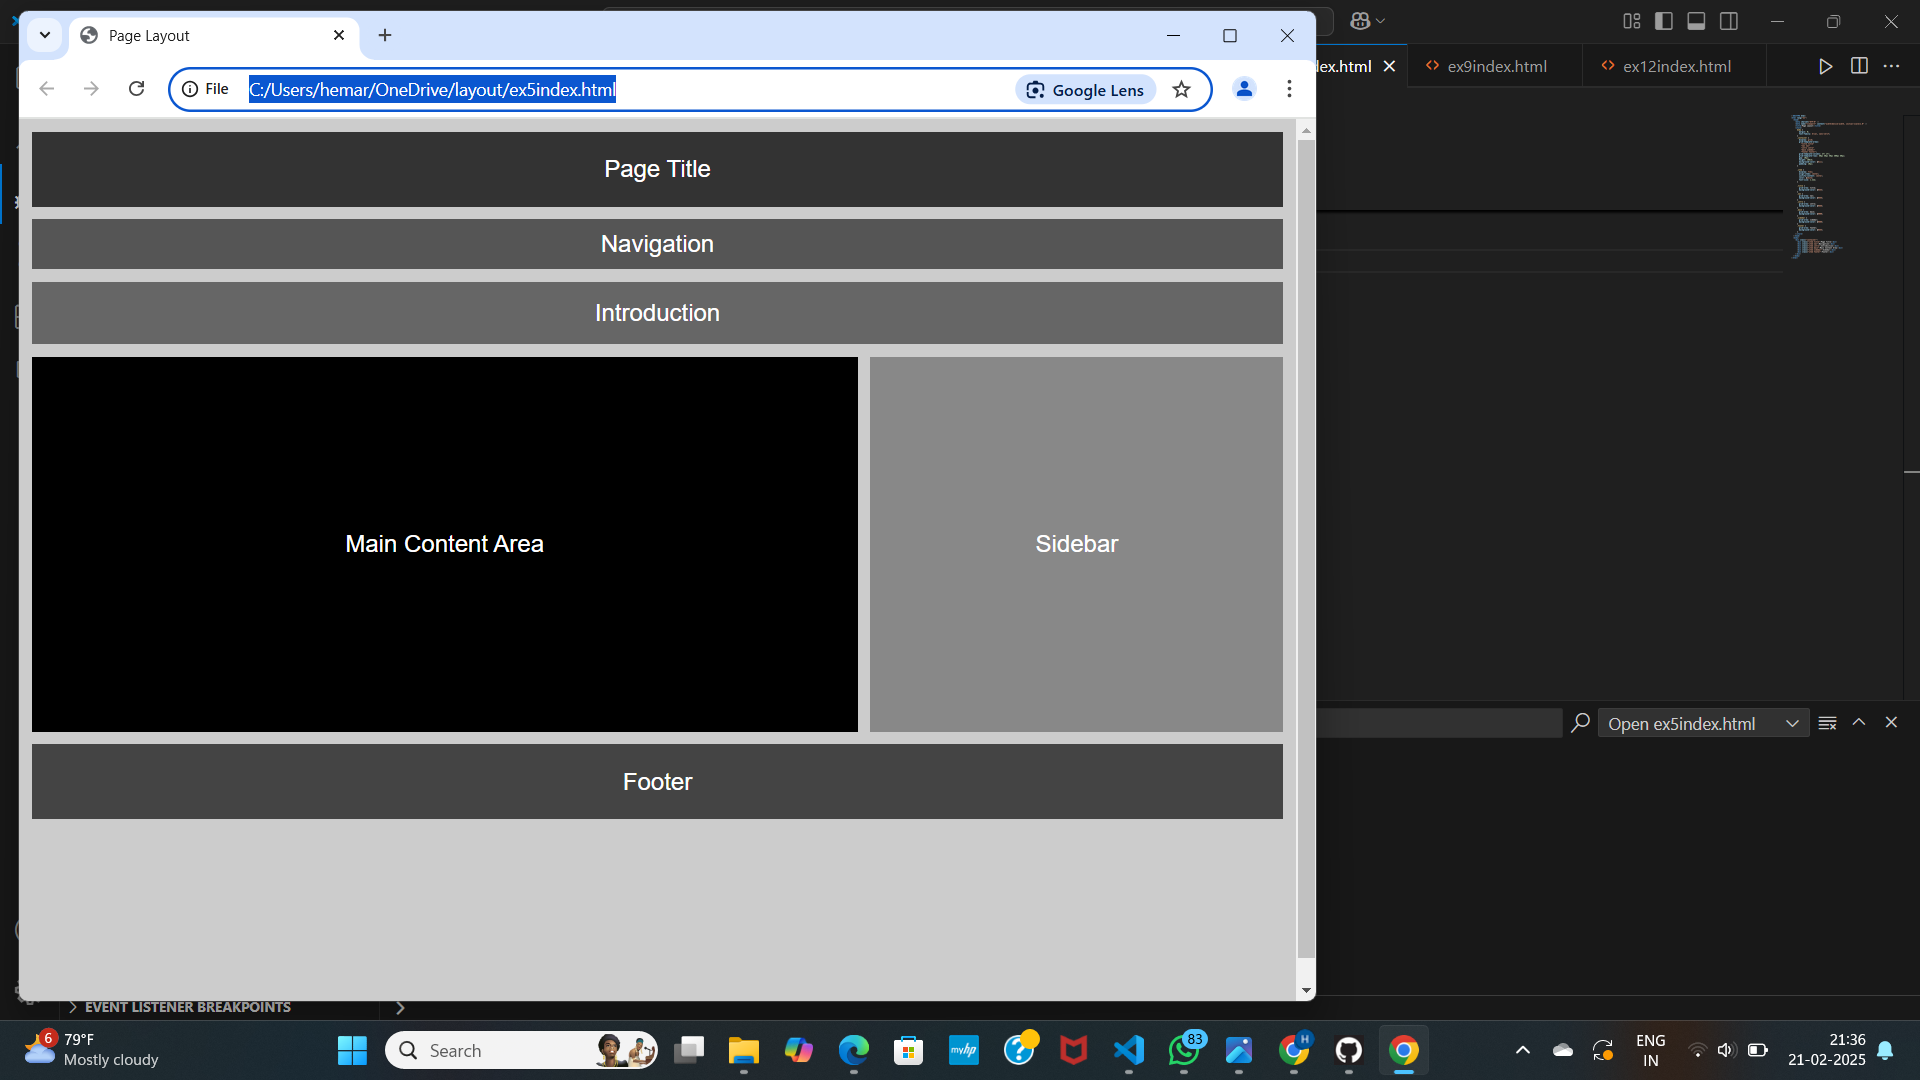 Page Layout
File
C:/Users/hemar/OneDrive/layout/ex5index.html
Google Lens
lex.html
ex9index.html
ex12index.html
Page Title
Navigation
Introduction
Main Content Area
Sidebar
Footer
Open ex5index.html
EVENT LISTENER BREAKPOINTS
6
79°F
Mostly cloudy
Search
myhp
83
H
ENG
IN
21:36
21-02-2025